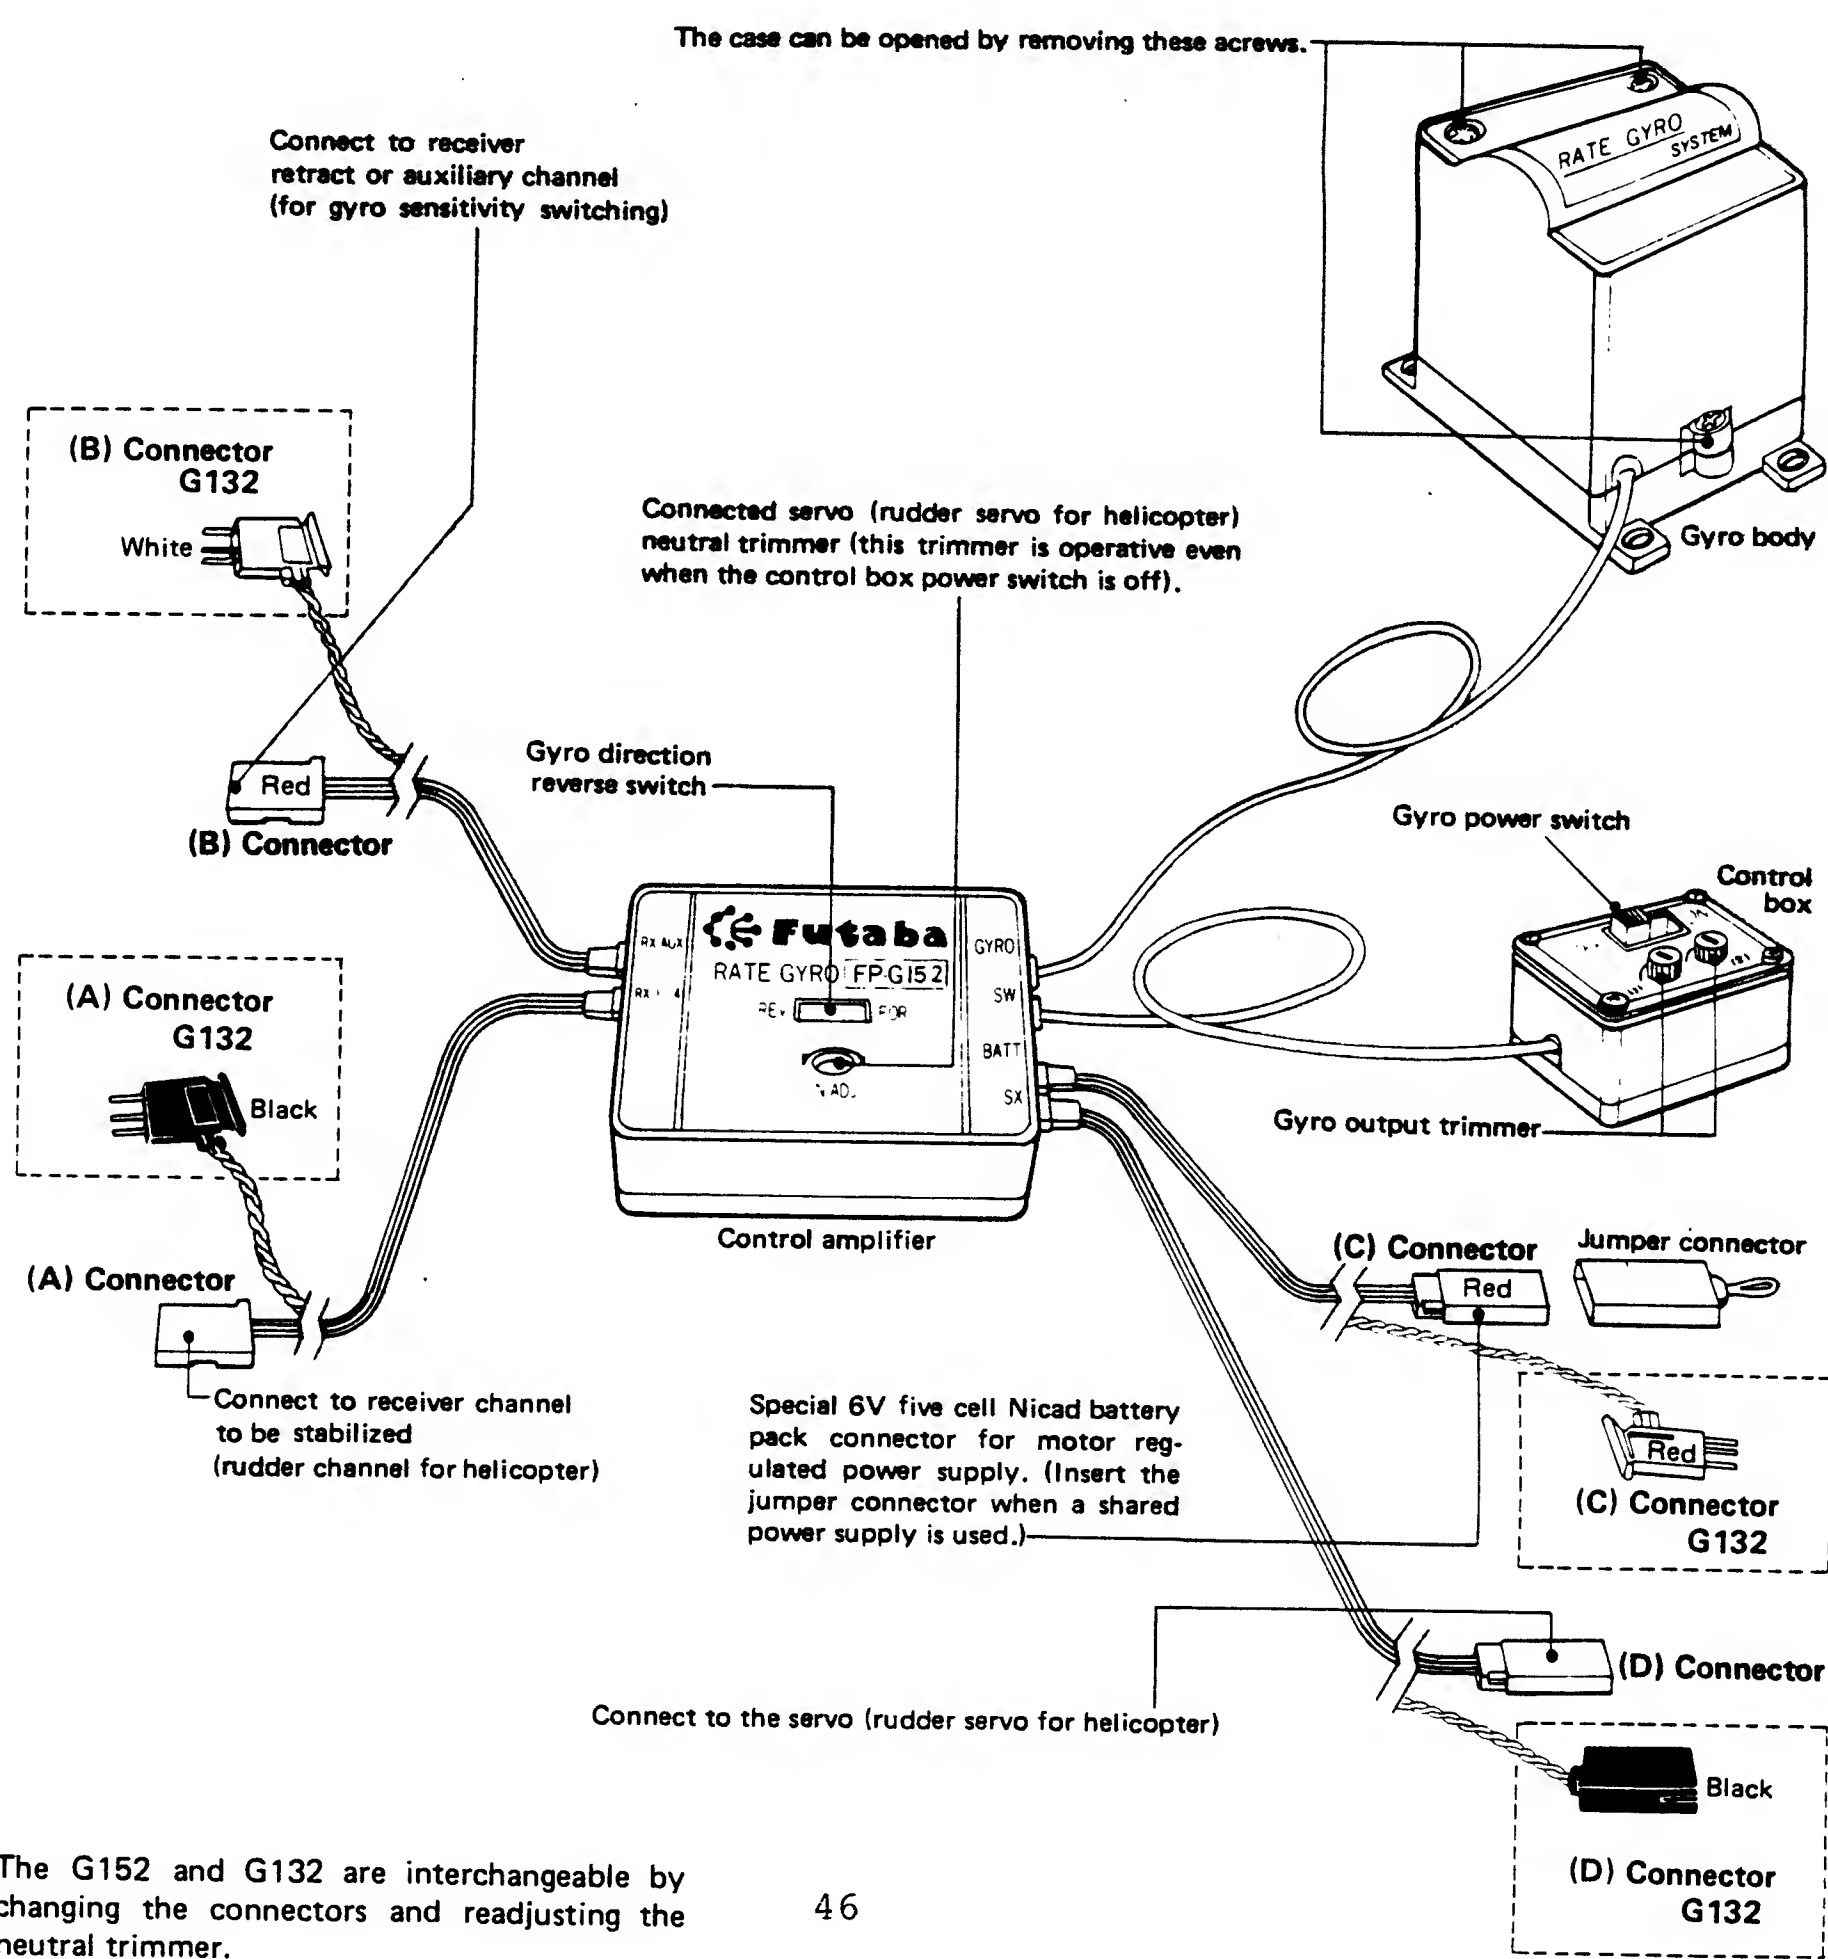 The case can be opened by removing these acrews.
RATE GYRO
SYSTEM
Connect to receiver
retract or auxiliary channel
(for gyro sensitivity switching)
(B) Connector
G132
White
Connected servo (rudder servo for helicopter)
neutral trimmer (this trimmer is operative even
when the control box power switch is off).
Gyro body
Gyro direction
reverse switch
Red
(B) Connector
Gyro power switch
Control
box
(A) Connector
G132
Black
RX AUX
Futaba
RATE GYRO FP-G152
GYRO
SW
REV
FOR
BATT
SX
N ADJ
Gyro output trimmer
Control amplifier
(A) Connector
(C) Connector
Red
Jumper connector
Connect to receiver channel
to be stabilized
(rudder channel for helicopter)
Special 6V five cell Nicad battery
pack connector for motor reg-
ulated power supply. (Insert the
jumper connector when a shared
power supply is used.)
Red
(C) Connector
G132
(D) Connector
Connect to the servo (rudder servo for helicopter)
Black
(D) Connector
G132
The G152 and G132 are interchangeable by
changing the connectors and readjusting the
neutral trimmer.
46